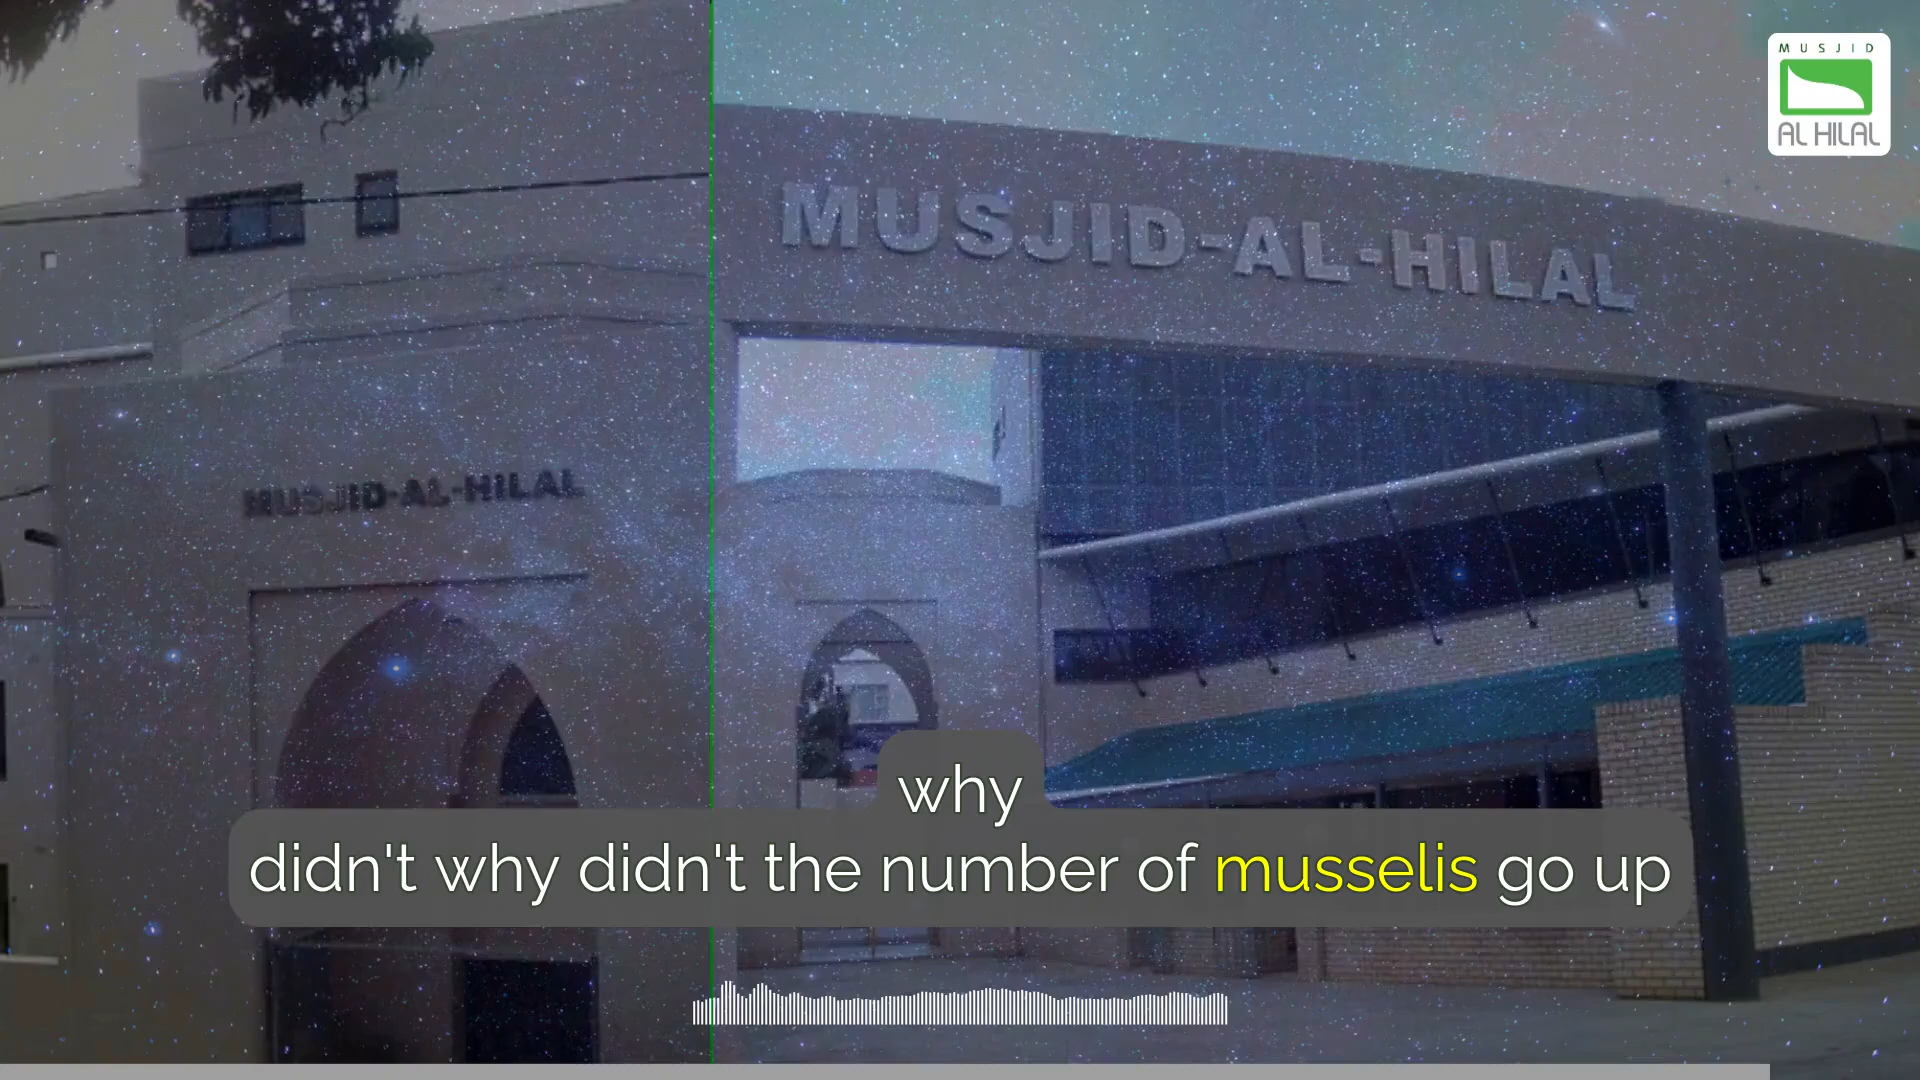 MUSJID
AL HILAL
MUSJID-AL-HILAL
MUSJID-AL-HILAL
why
didn't why didn't the number of musselis go up